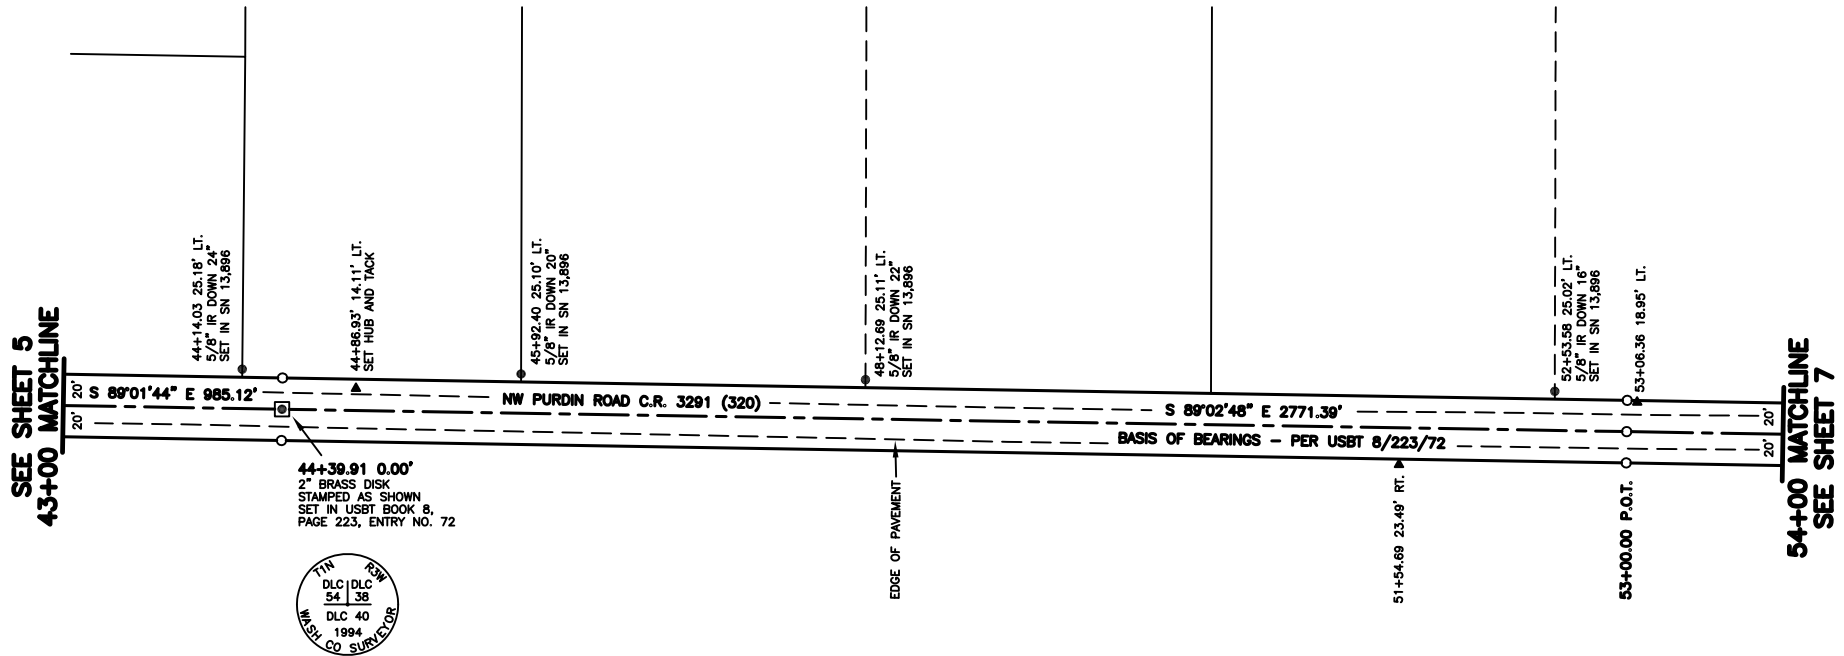 SEE SHEET 5
43+00 MATCHLINE
44+14.03 25.18' LT.
5/8" IR DOWN 24"
SET IN SN 13,896
44+86.93' 14.11' LT.
SET HUB AND TACK
45+92.40 25.10' LT.
5/8" IR DOWN 20"
SET IN SN 13,896
48+12.69 25.11' LT.
5/8" IR DOWN 22"
SET IN SN 13,896
52+53.58 25.02' LT.
5/8" IR DOWN 16"
SET IN SN 13,896
53+06.36 18.95' LT.
20'
20'
S 89°01'44" E 985.12'
NW PURDIN ROAD C.R. 3291 (320)
S 89°02'48" E 2771.39'
BASIS OF BEARINGS - PER USBT 8/223/72
20'
20'
54+00 MATCHLINE
SEE SHEET 7
44+39.91 0.00'
2" BRASS DISK
STAMPED AS SHOWN
SET IN USBT BOOK 8,
PAGE 223, ENTRY NO. 72
EDGE OF PAVEMENT
51+54.69 23.49' RT.
53+00.00 P.O.T.
T1N R3W
DLC DLC
54 38
DLC 40
1994
WASH CO SURVEYOR